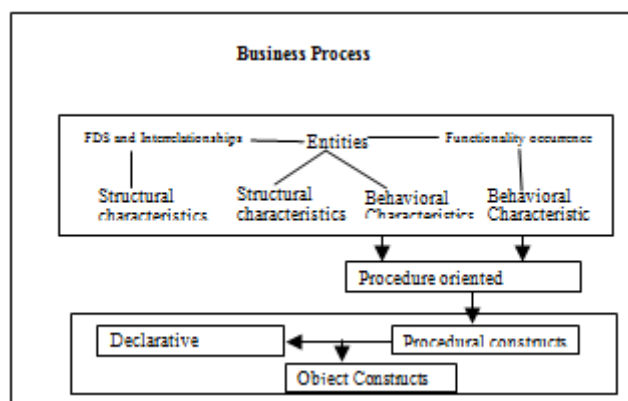 Business Process
FDS and Interrelationships Entities Functionality occurrence
Structural characteristics
Structural characteristics
Behavioral Characteristics
Behavioral Characteristic
Procedure oriented
Declarative Procedural constructs
Object Constructs